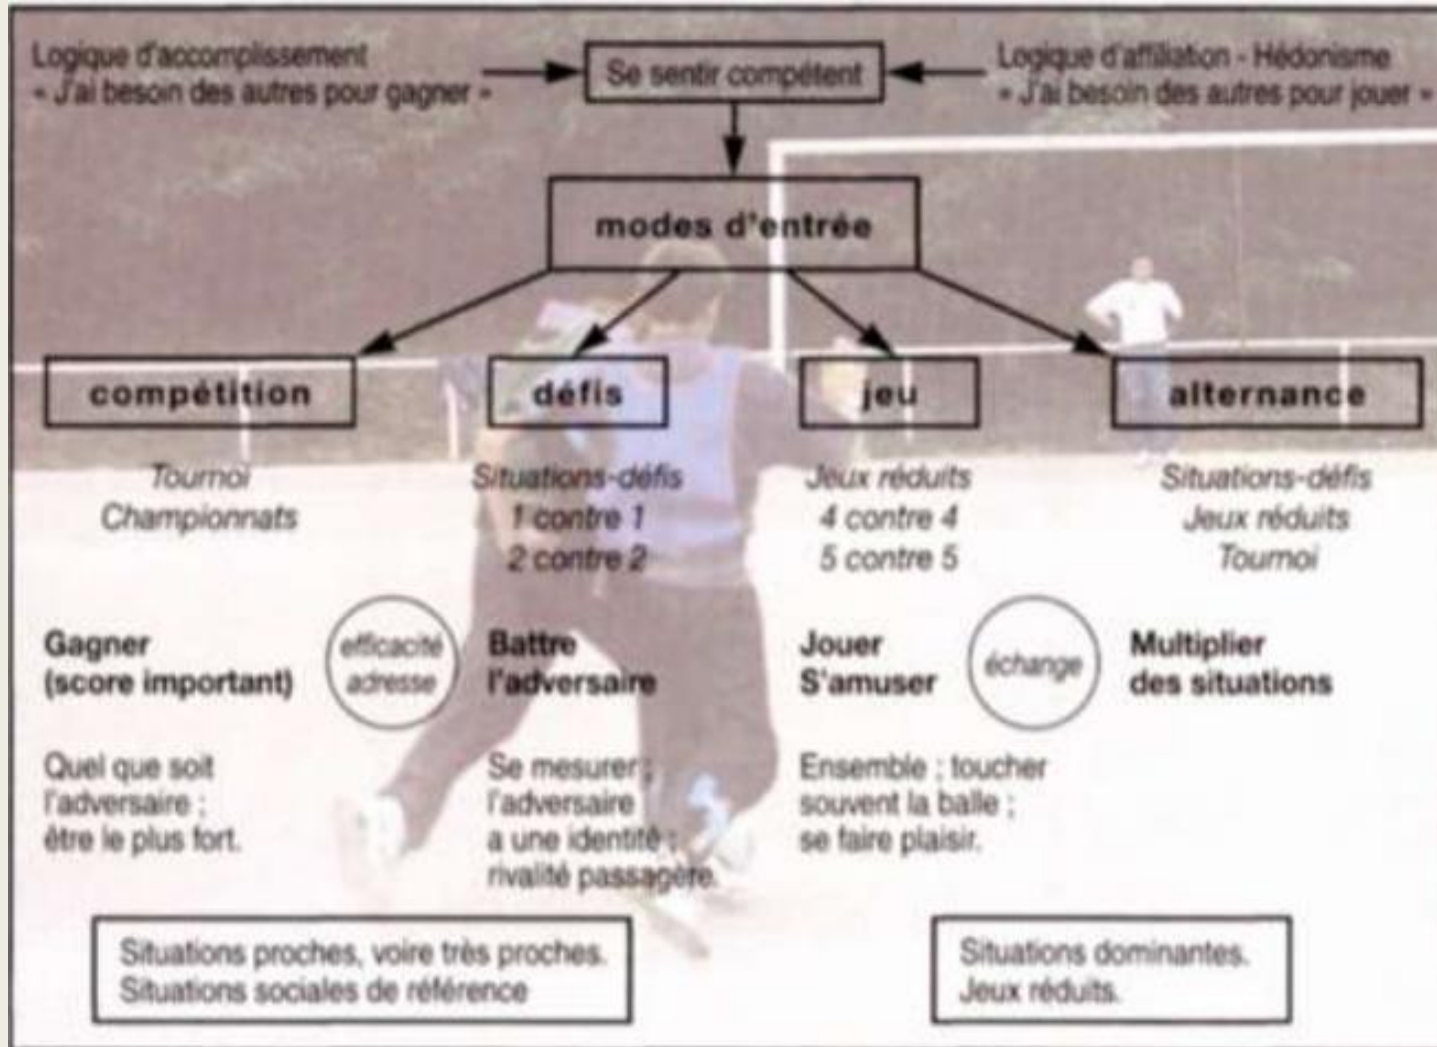 Logique d'accomplissement
« J'ai besoin des autres pour gagner »
Se sentir compétent
Logique d'affiliation - Hédonisme
« J'ai besoin des autres pour jouer »
modes d'entrée
compétition
défis
jeu
alternance
Tournoi
Championnats
Situations-défis
1 contre 1
2 contre 2
Jeux réduits
4 contre 4
5 contre 5
Situations-défis
Jeux réduits
Tournoi
Gagner
(score important)
efficacité
adresse
Battre
l'adversaire
Jouer
S'amuser
échange
Multiplier
des situations
Quel que soit
l'adversaire ;
être le plus fort.
Se mesurer ;
l'adversaire
a une identité ;
rivalité passagère.
Ensemble ; toucher
souvent la balle ;
se faire plaisir.
Situations proches, voire très proches.
Situations sociales de référence
Situations dominantes.
Jeux réduits.